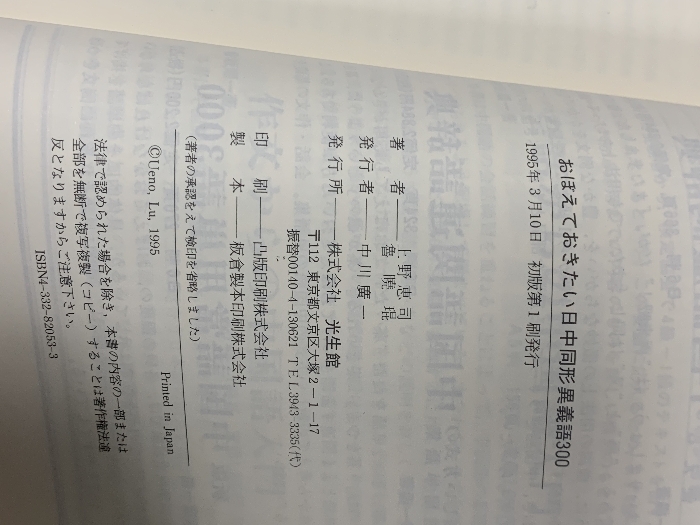 おぼえておきたい日中同形異義語300
1995年3月10日　初版第1刷発行
著　者――上野恵司
魯　曉　琨
発行者――中川廣一
発行所――株式会社　光生館
〒112　東京都文京区大塚2－1－17
振替00140-4-130621　TEL 3943-3335(代)
印　刷――凸版印刷株式会社
製　本――板倉製本印刷株式会社
(著者の承認をえて検印を省略しました)
©Ueno, Lu, 1995
Printed in Japan
法律で認められた場合を除き、本書の内容の一部または
全部を無断で複写複製(コピー)することは著作権法違
反となりますからご注意下さい。
ISBN4-332-82053-3